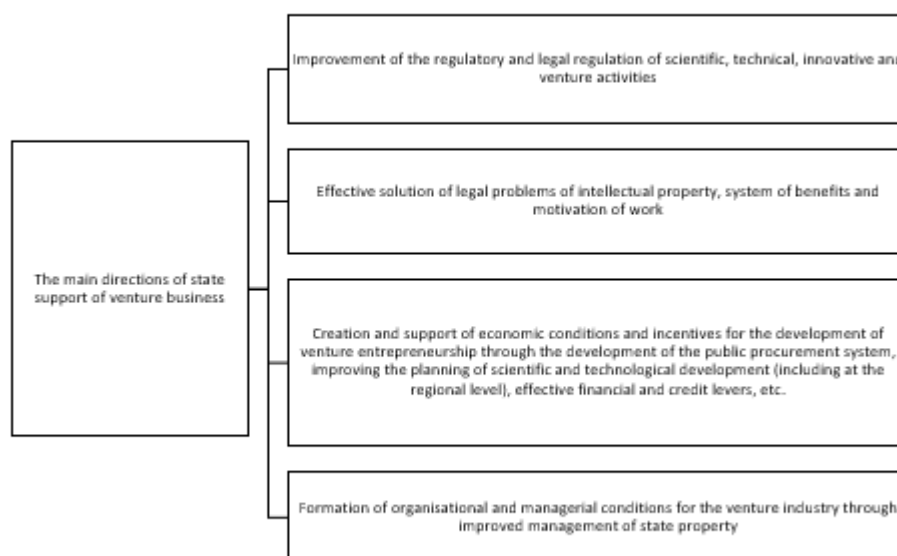 The main directions of state
support of venture business
Improvement of the regulatory and legal regulation of scientific, technical, innovative and
venture activities
Effective solution of legal problems of intellectual property, system of benefits and
motivation of work
Creation and support of economic conditions and incentives for the development of
venture entrepreneurship through the development of the public procurement system,
improving the planning of scientific and technological development (including at the
regional level), effective financial and credit levers, etc.
Formation of organisational and managerial conditions for the venture industry through
improved management of state property